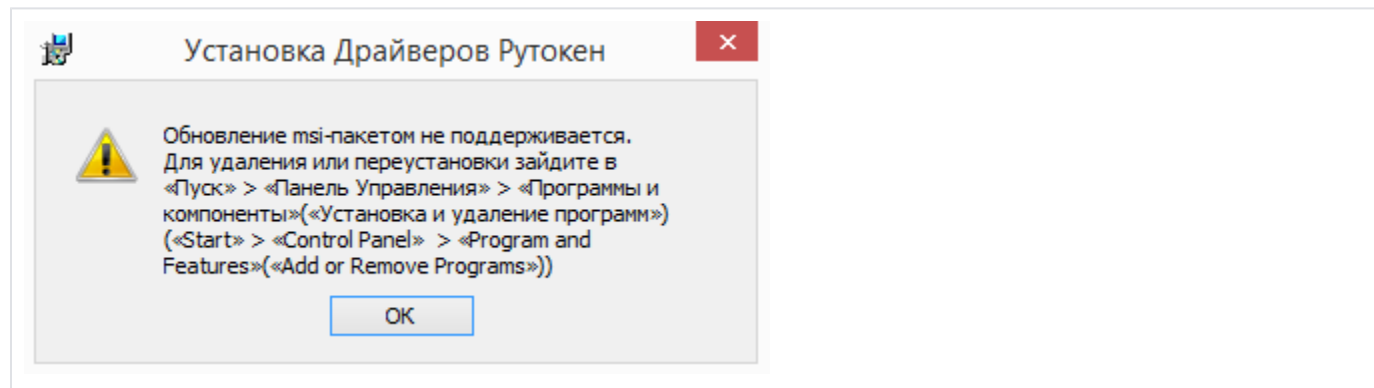 Установка Драйверов Рутокен
Обновление msi-пакетом не поддерживается.
Для удаления или переустановки зайдите в
«Пуск» > «Панель Управления» > «Программы и
компоненты»(«Установка и удаление программ»)
(«Start» > «Control Panel»  > «Program and
Features»(«Add or Remove Programs»))
OK